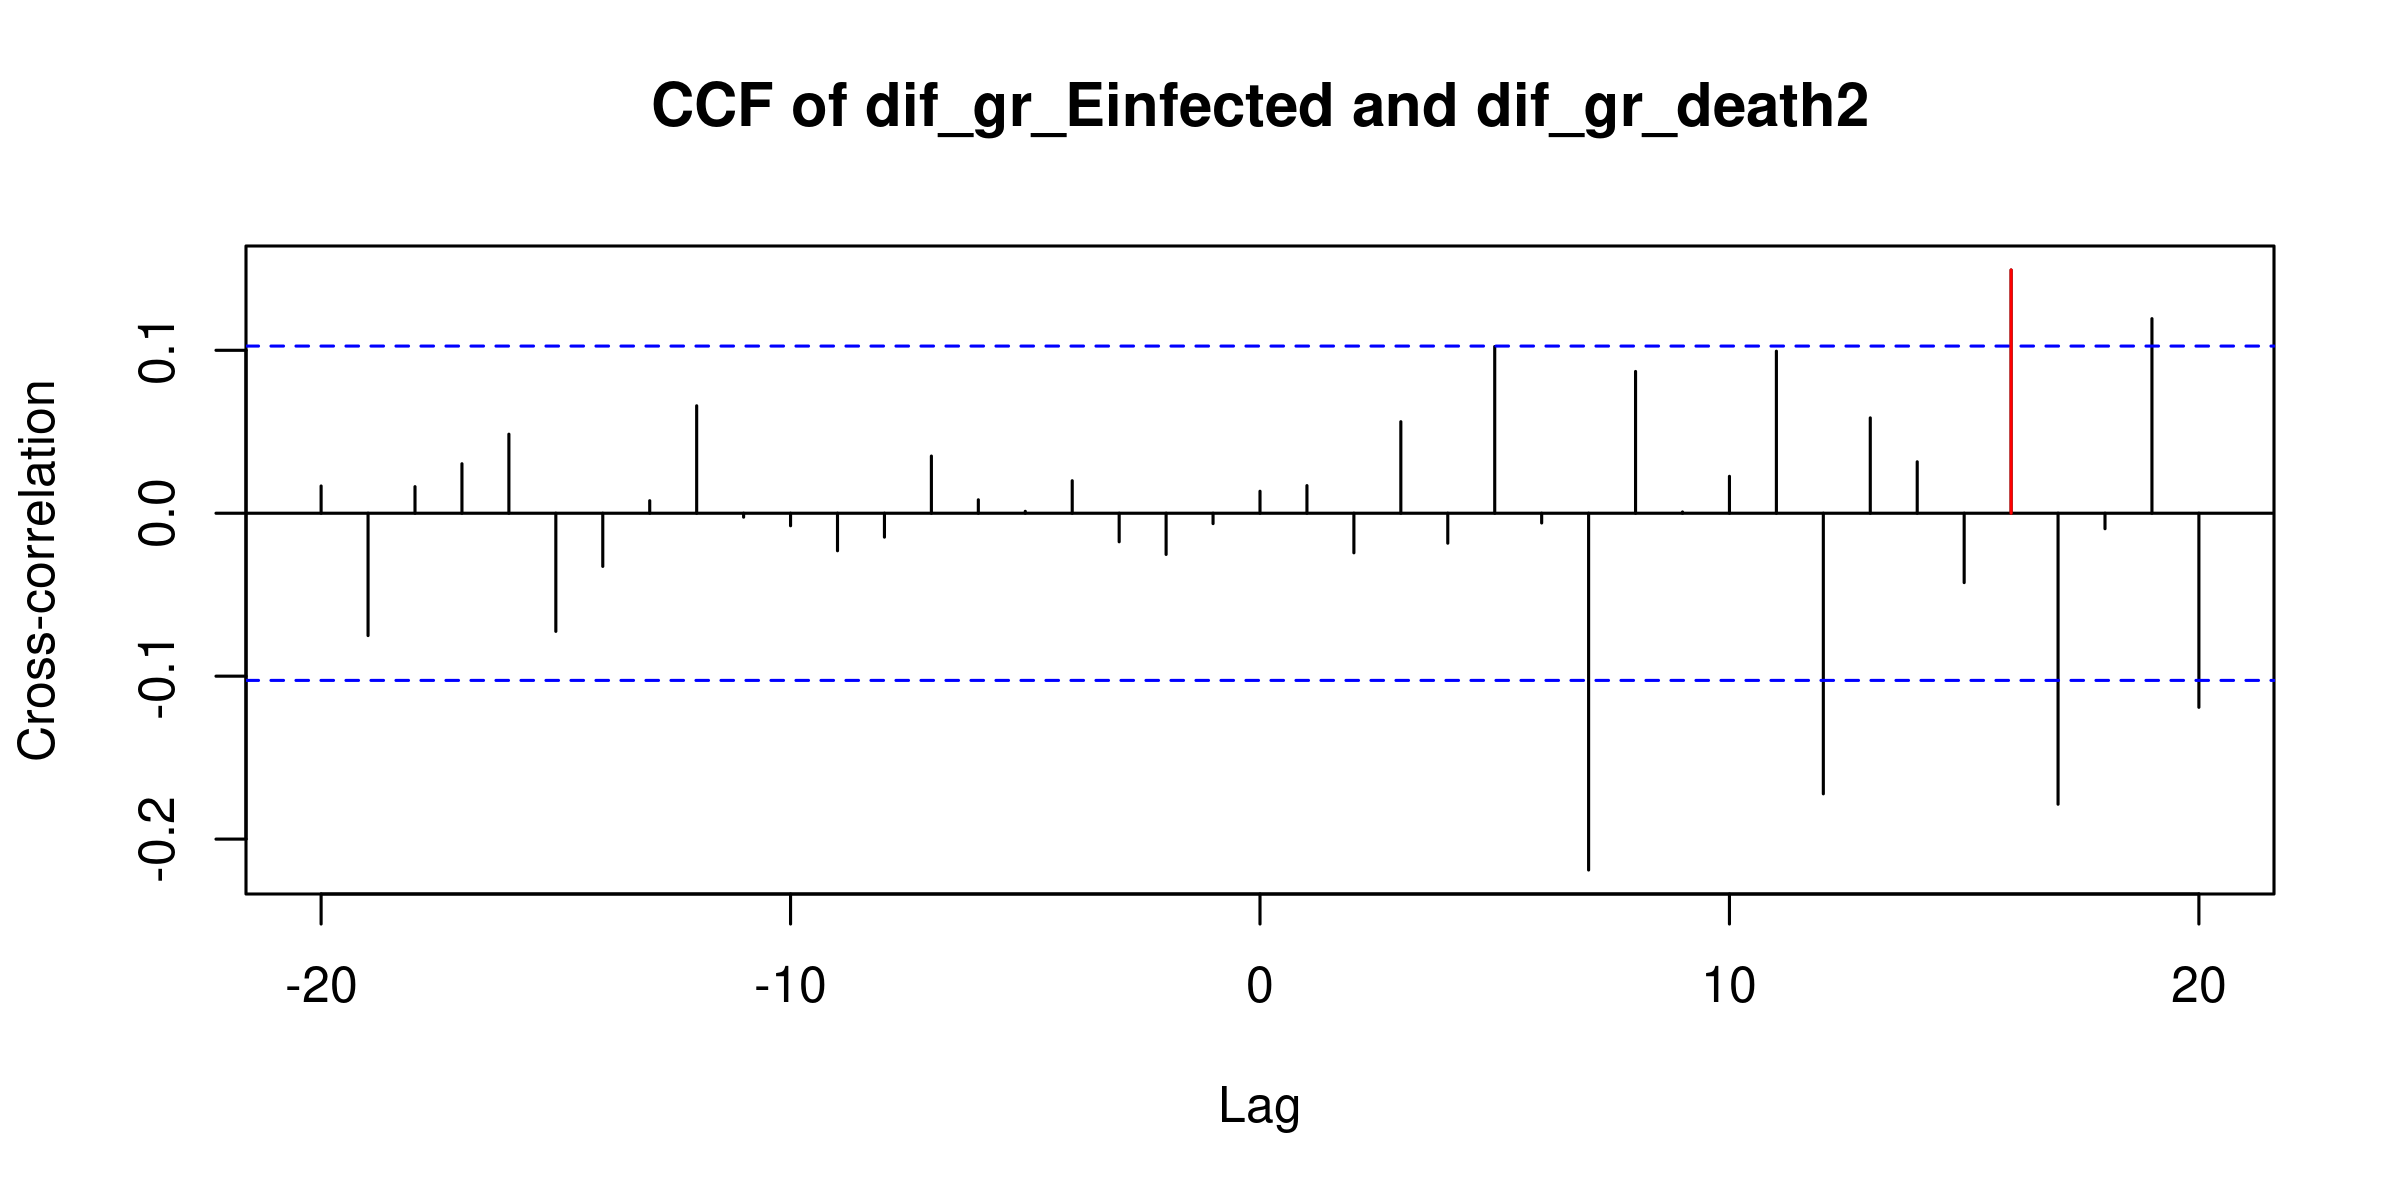 CCF of dif_gr_Einfected and dif_gr_death2
Cross-correlation
0.1
0.0
-0.1
-0.2
-20 -10 0 10 20
Lag